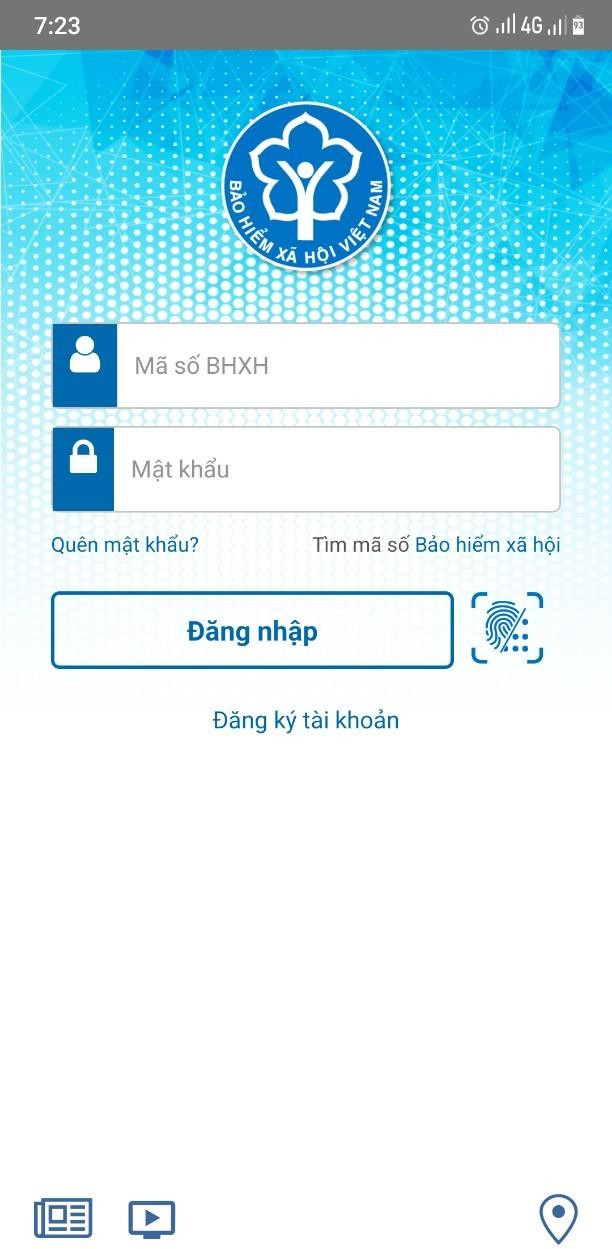 7:23
4G
93
BẢO HIỂM XÃ HỘI VIỆT NAM
Mã số BHXH
Mật khẩu
Quên mật khẩu?
Tìm mã số Bảo hiểm xã hội
Đăng nhập
Đăng ký tài khoản